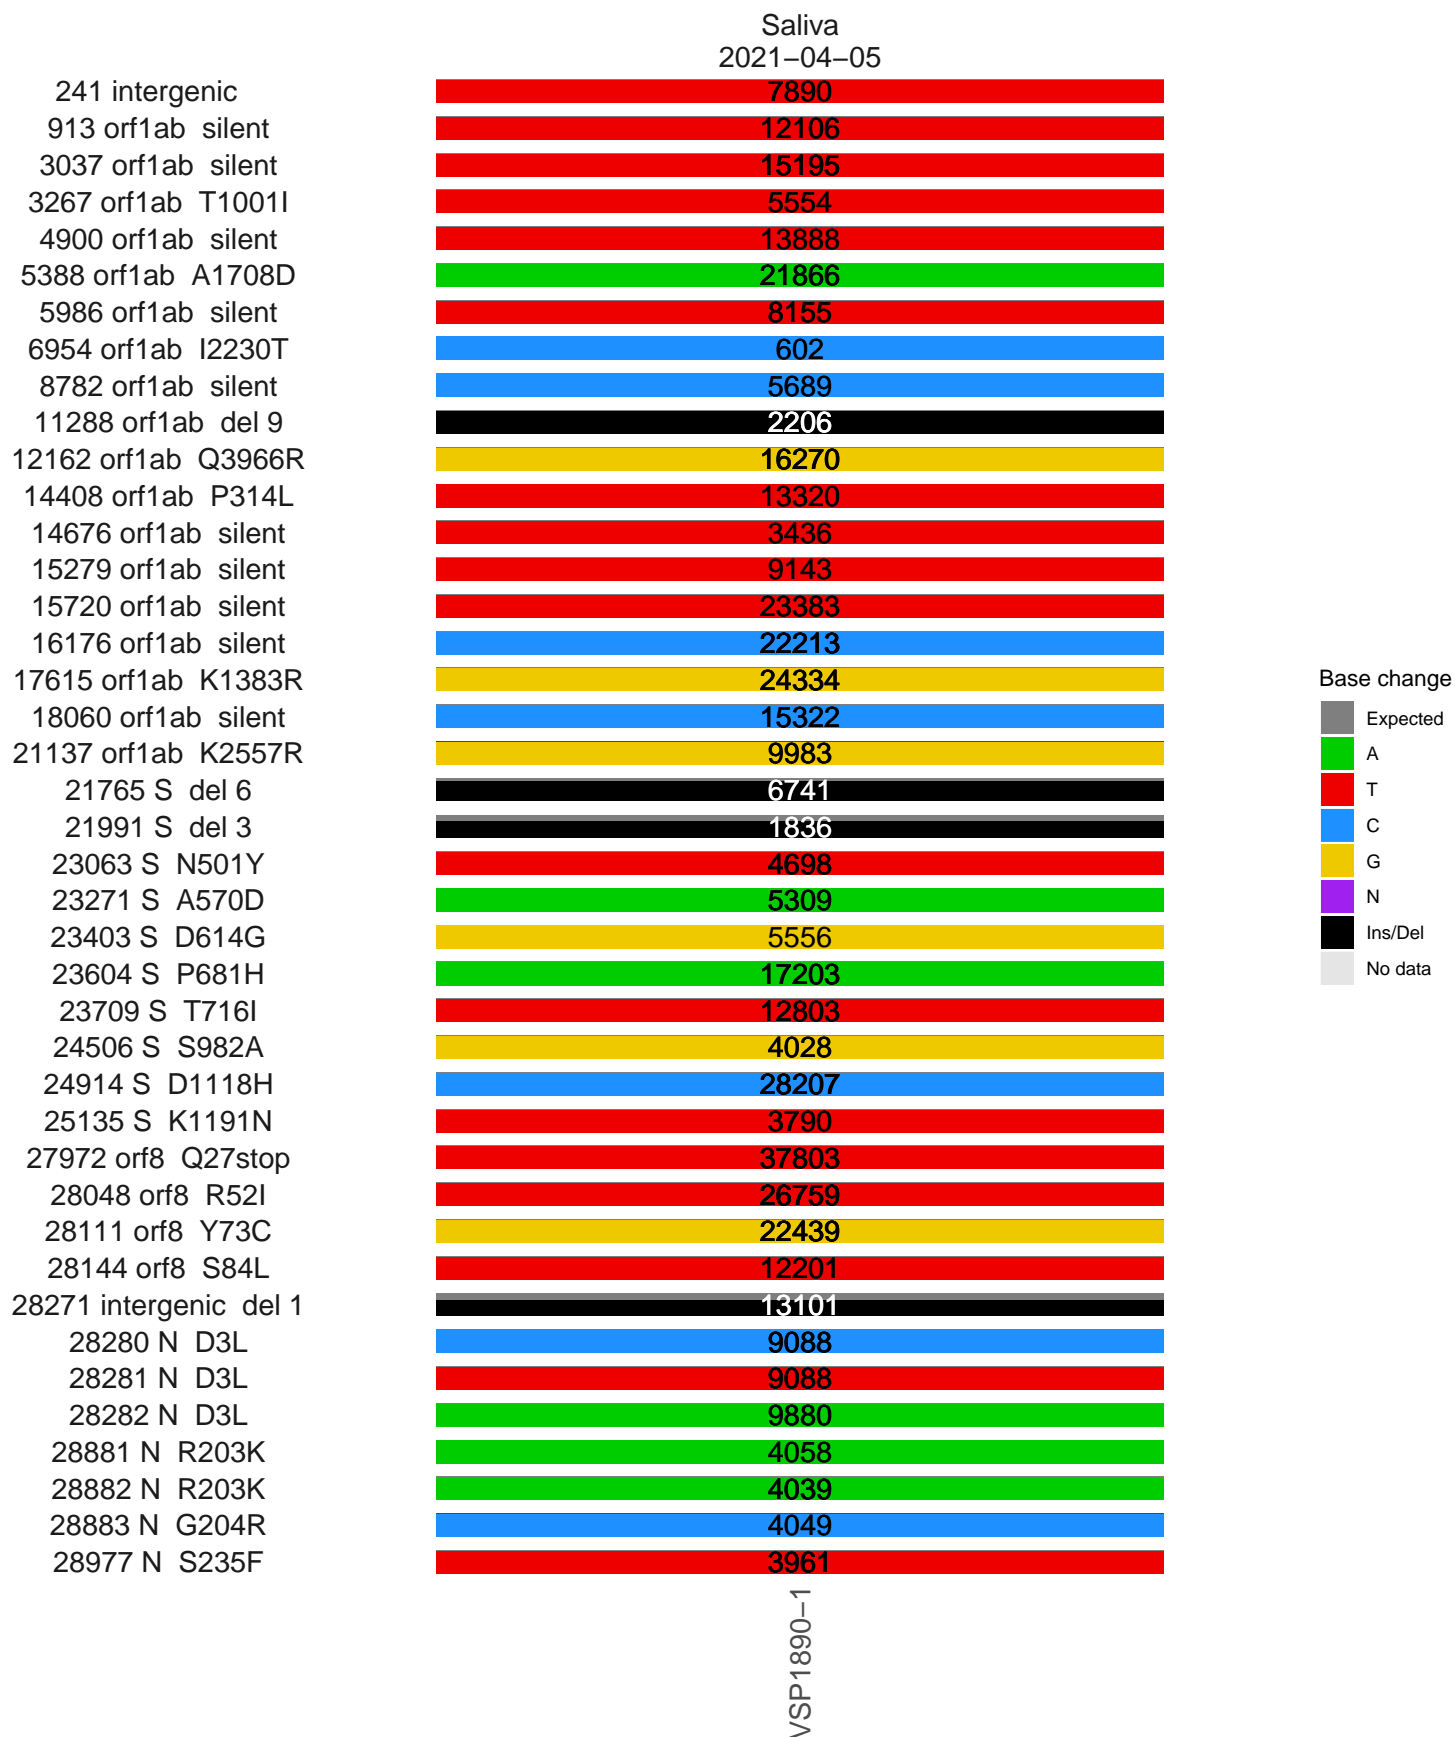 Saliva
2021−04−05
241 intergenic 7890
913 orf1ab silent 12106
3037 orf1ab silent 15195
3267 orf1ab T1001I 5554
4900 orf1ab silent 13888
5388 orf1ab A1708D 21866
5986 orf1ab silent 8155
6954 orf1ab I2230T 602
8782 orf1ab silent 5689
11288 orf1ab del 9 2206
12162 orf1ab Q3966R 16270
14408 orf1ab P314L 13320
14676 orf1ab silent 3436
15279 orf1ab silent 9143
15720 orf1ab silent 23383
16176 orf1ab silent 22213
17615 orf1ab K1383R 24334
18060 orf1ab silent 15322
21137 orf1ab K2557R 9983
21765 S del 6 6741
21991 S del 3 1836
23063 S N501Y 4698
23271 S A570D 5309
23403 S D614G 5556
23604 S P681H 17203
23709 S T716I 12803
24506 S S982A 4028
24914 S D1118H 28207
25135 S K1191N 3790
27972 orf8 Q27stop 37803
28048 orf8 R52I 26759
28111 orf8 Y73C 22439
28144 orf8 S84L 12201
28271 intergenic del 1 13101
28280 N D3L 9088
28281 N D3L 9088
28282 N D3L 9880
28881 N R203K 4058
28882 N R203K 4039
28883 N G204R 4049
28977 N S235F 3961
VSP1890−1
Base change
Expected
A
T
C
G
N
Ins/Del
No data